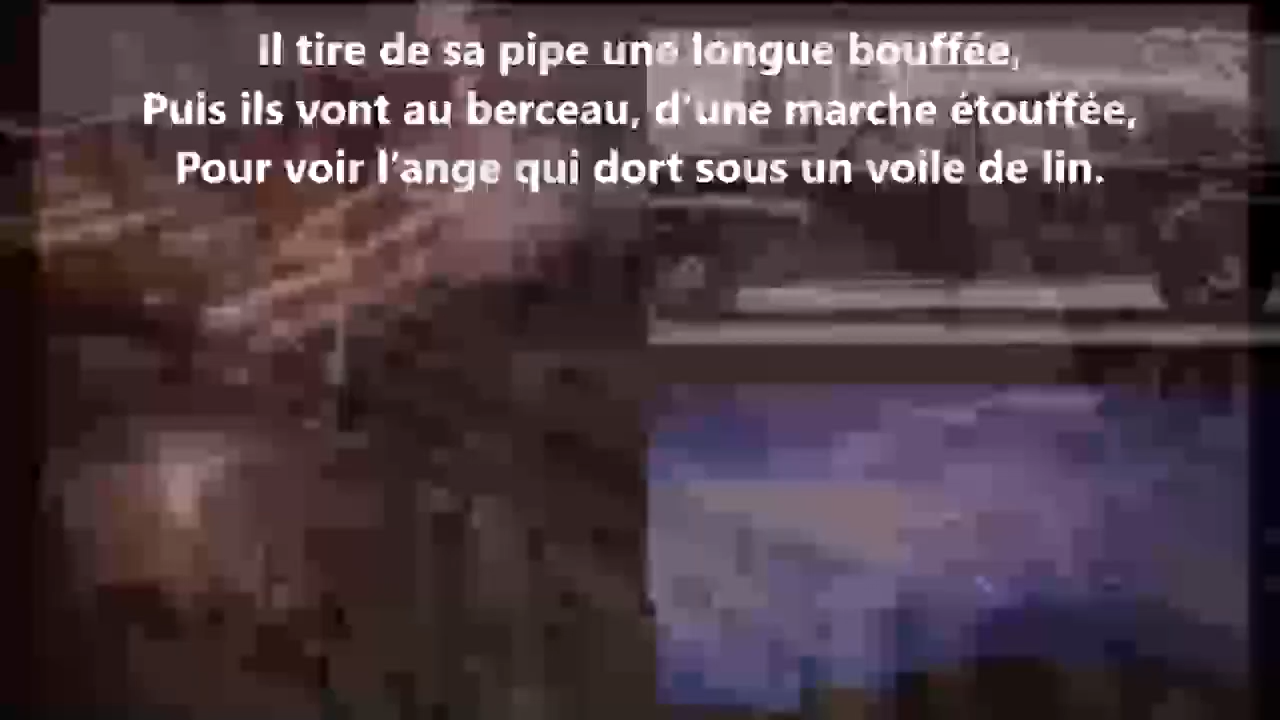 Il tire de sa pipe une longue bouffée,
Puis ils vont au berceau, d'une marche étouffée,
Pour voir l'ange qui dort sous un voile de lin.